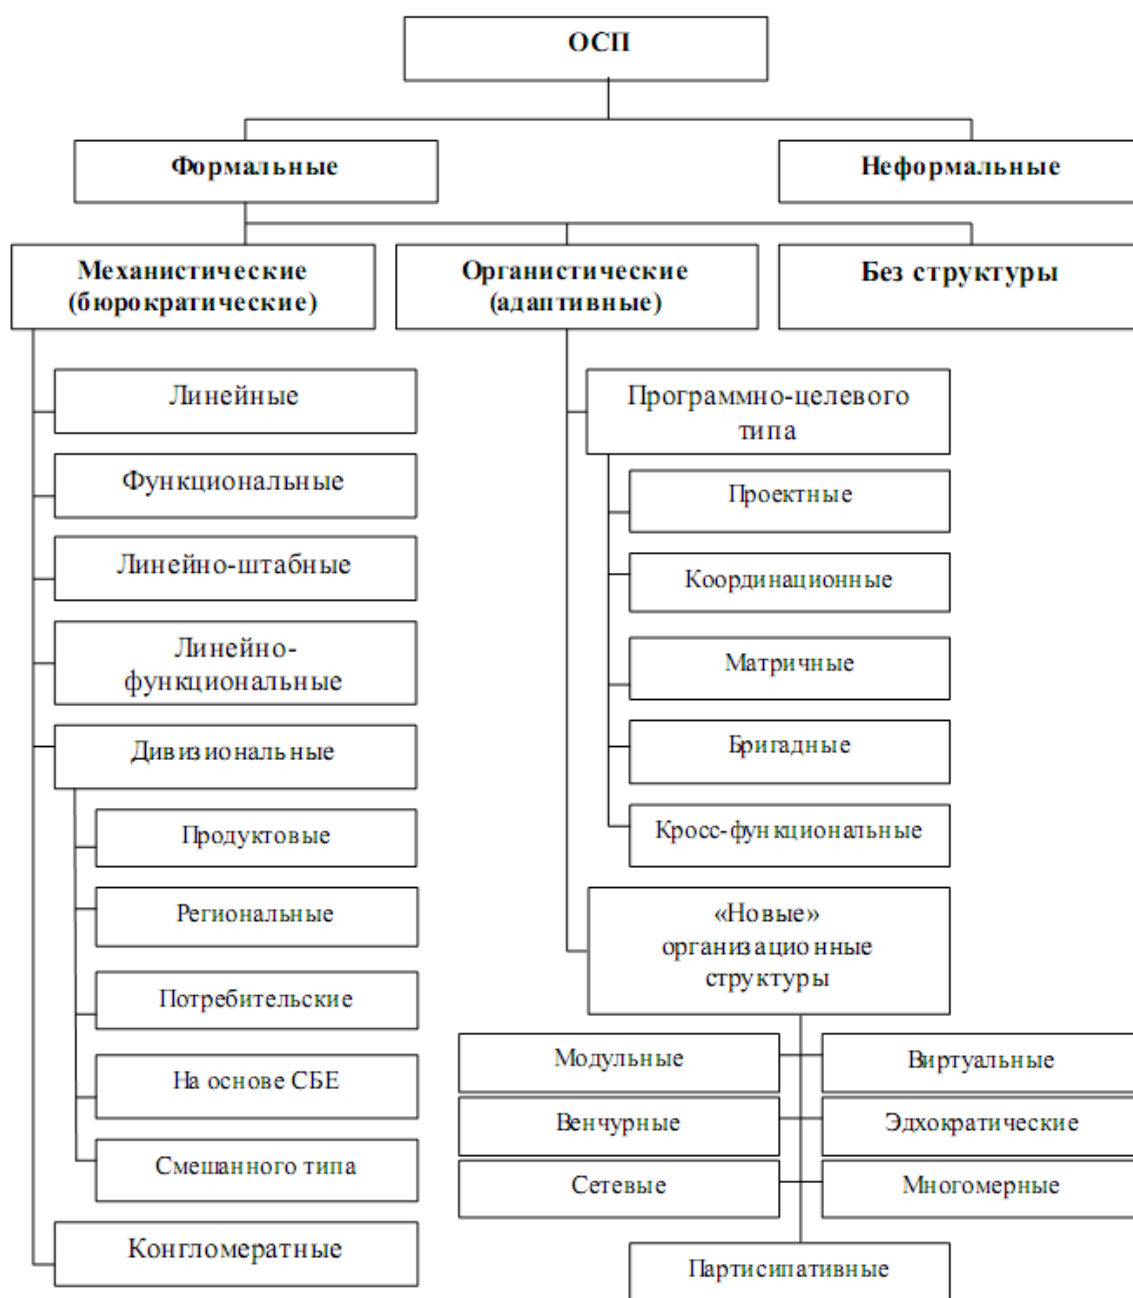 ОСП
Формальные
Неформальные
Механистические
(бюрократические)
Органистические
(адаптивные)
Без структуры
Линейные
Функциональные
Линейно-штабные
Линейно-
функциональные
Дивизиональные
Продуктовые
Региональные
Потребительские
На основе СБЕ
Смешанного типа
Конгломератные
Программно-целевого
типа
Проектные
Координационные
Матричные
Бригадные
Кросс-функциональные
«Новые»
организационные
структуры
Модульные
Виртуальные
Венчурные
Эдхократические
Сетевые
Многомерные
Партисипативные